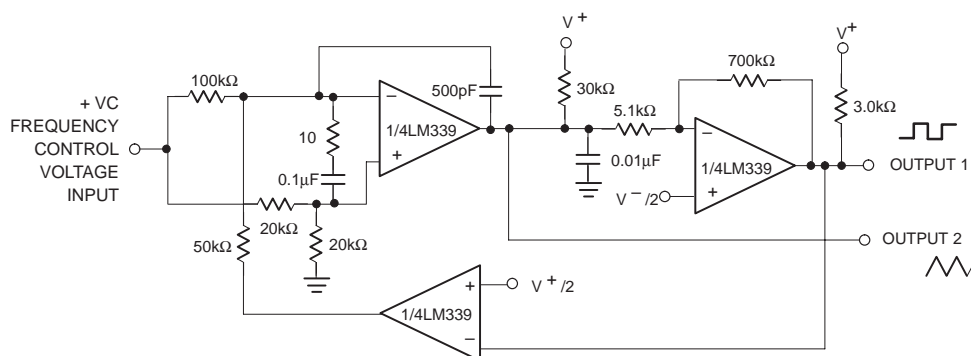 + VC
FREQUENCY
CONTROL
VOLTAGE
INPUT
100kΩ
10
0.1µF
20kΩ
20kΩ
50kΩ
500pF
−
1/4LM339
+
V+
30kΩ
5.1kΩ
0.01µF
700kΩ
−
1/4LM339
+
V−/2
V+
3.0kΩ
OUTPUT 1
OUTPUT 2
+
1/4LM339
−
V+/2